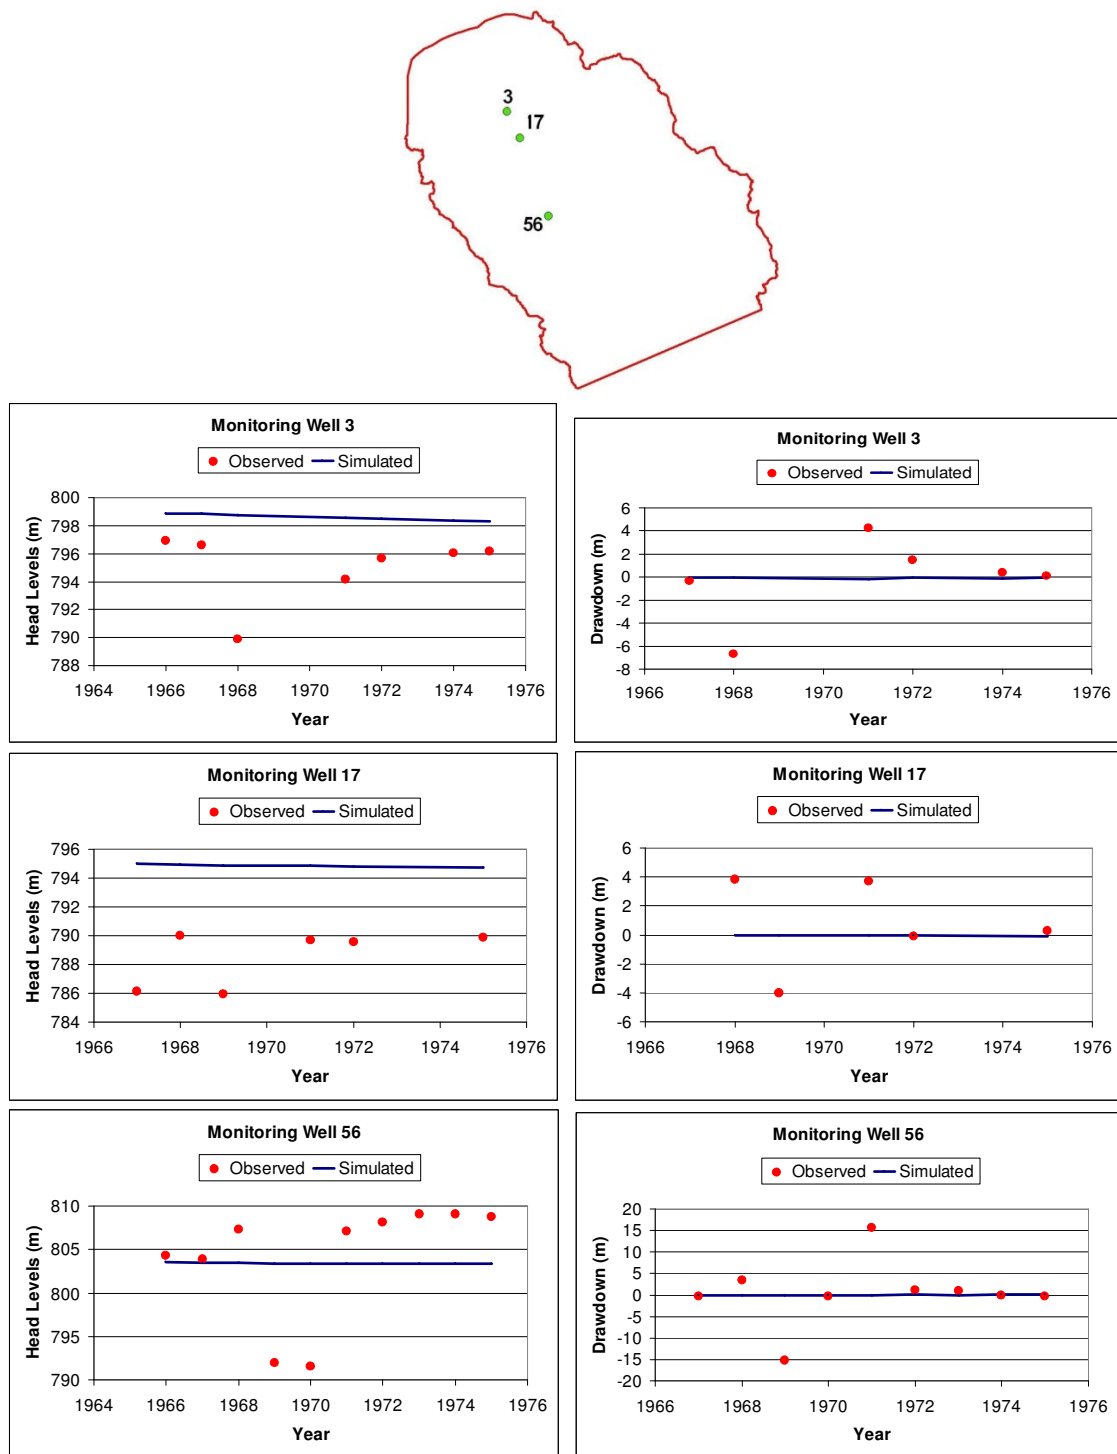 3
17
56
Monitoring Well 3
Observed Simulated
800
798
796
794
792
790
788
Head Levels (m)
1964 1966 1968 1970 1972 1974 1976
Year
Monitoring Well 3
Observed Simulated
6
4
2
0
-2
-4
-6
-8
Drawdown (m)
1966 1968 1970 1972 1974 1976
Year
Monitoring Well 17
Observed Simulated
796
794
792
790
788
786
784
Head Levels (m)
1966 1968 1970 1972 1974 1976
Year
Monitoring Well 17
Observed Simulated
6
4
2
0
-2
-4
-6
Drawdown (m)
1966 1968 1970 1972 1974 1976
Year
Monitoring Well 56
Observed Simulated
810
805
800
795
790
Head Levels (m)
1964 1966 1968 1970 1972 1974 1976
Year
Monitoring Well 56
Observed Simulated
20
15
10
5
0
-5
-10
-15
-20
Drawdown (m)
1966 1968 1970 1972 1974 1976
Year